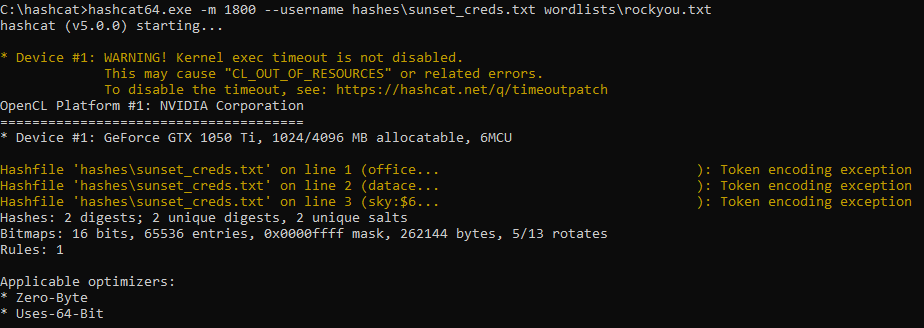 C:\hashcat>hashcat64.exe -m 1800 --username hashes\sunset_creds.txt wordlists\rockyou.txt
hashcat (v5.0.0) starting...
* Device #1: WARNING! Kernel exec timeout is not disabled.
This may cause "CL_OUT_OF_RESOURCES" or related errors.
To disable the timeout, see: https://hashcat.net/q/timeoutpatch
OpenCL Platform #1: NVIDIA Corporation
======================================
* Device #1: GeForce GTX 1050 Ti, 1024/4096 MB allocatable, 6MCU
Hashfile 'hashes\sunset_creds.txt' on line 1 (office... ): Token encoding exception
Hashfile 'hashes\sunset_creds.txt' on line 2 (datace... ): Token encoding exception
Hashfile 'hashes\sunset_creds.txt' on line 3 (sky:$6... ): Token encoding exception
Hashes: 2 digests; 2 unique digests, 2 unique salts
Bitmaps: 16 bits, 65536 entries, 0x0000ffff mask, 262144 bytes, 5/13 rotates
Rules: 1
Applicable optimizers:
* Zero-Byte
* Uses-64-Bit